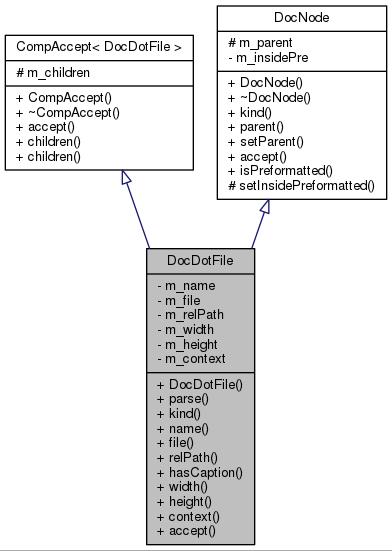 CompAccept< DocDotFile >
# m_children
+ CompAccept()
+ ~CompAccept()
+ accept()
+ children()
+ children()
DocNode
# m_parent
- m_insidePre
+ DocNode()
+ ~DocNode()
+ kind()
+ parent()
+ setParent()
+ accept()
+ isPreformatted()
# setInsidePreformatted()
DocDotFile
- m_name
- m_file
- m_relPath
- m_width
- m_height
- m_context
+ DocDotFile()
+ parse()
+ kind()
+ name()
+ file()
+ relPath()
+ hasCaption()
+ width()
+ height()
+ context()
+ accept()